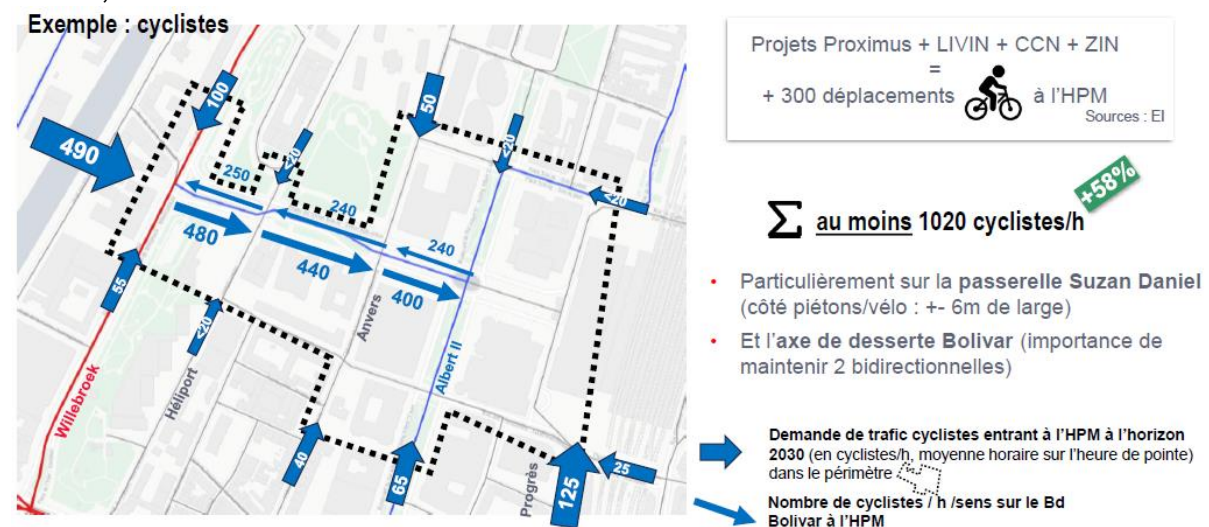 Exemple : cyclistes
100
490
50
<20
<20
<20
250
240
240
480
440
400
55
<20
40
65
125
25
Willebroek
Héliport
Anvers
Albert II
Progrès
Projets Proximus + LIVIN + CCN + ZIN
=
+ 300 déplacements à l'HPM
Sources : EI
+58%
∑ au moins 1020 cyclistes/h
• Particulièrement sur la passerelle Suzan Daniel
(côté piétons/vélo : +- 6m de large)
• Et l'axe de desserte Bolivar (importance de
maintenir 2 bidirectionnelles)
Demande de trafic cyclistes entrant à l'HPM à l'horizon
2030 (en cyclistes/h, moyenne horaire sur l'heure de pointe)
dans le périmètre
Nombre de cyclistes / h /sens sur le Bd
Bolivar à l'HPM